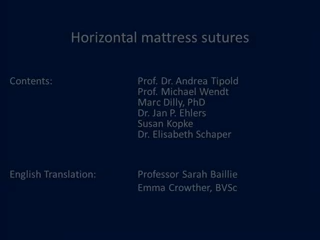 Horizontal mattress sutures
Contents: Prof. Dr. Andrea Tipold
Prof. Michael Wendt
Marc Dilly, PhD
Dr. Jan P. Ehlers
Susan Kopke
Dr. Elisabeth Schaper
English Translation: Professor Sarah Baillie
Emma Crowther, BVSc